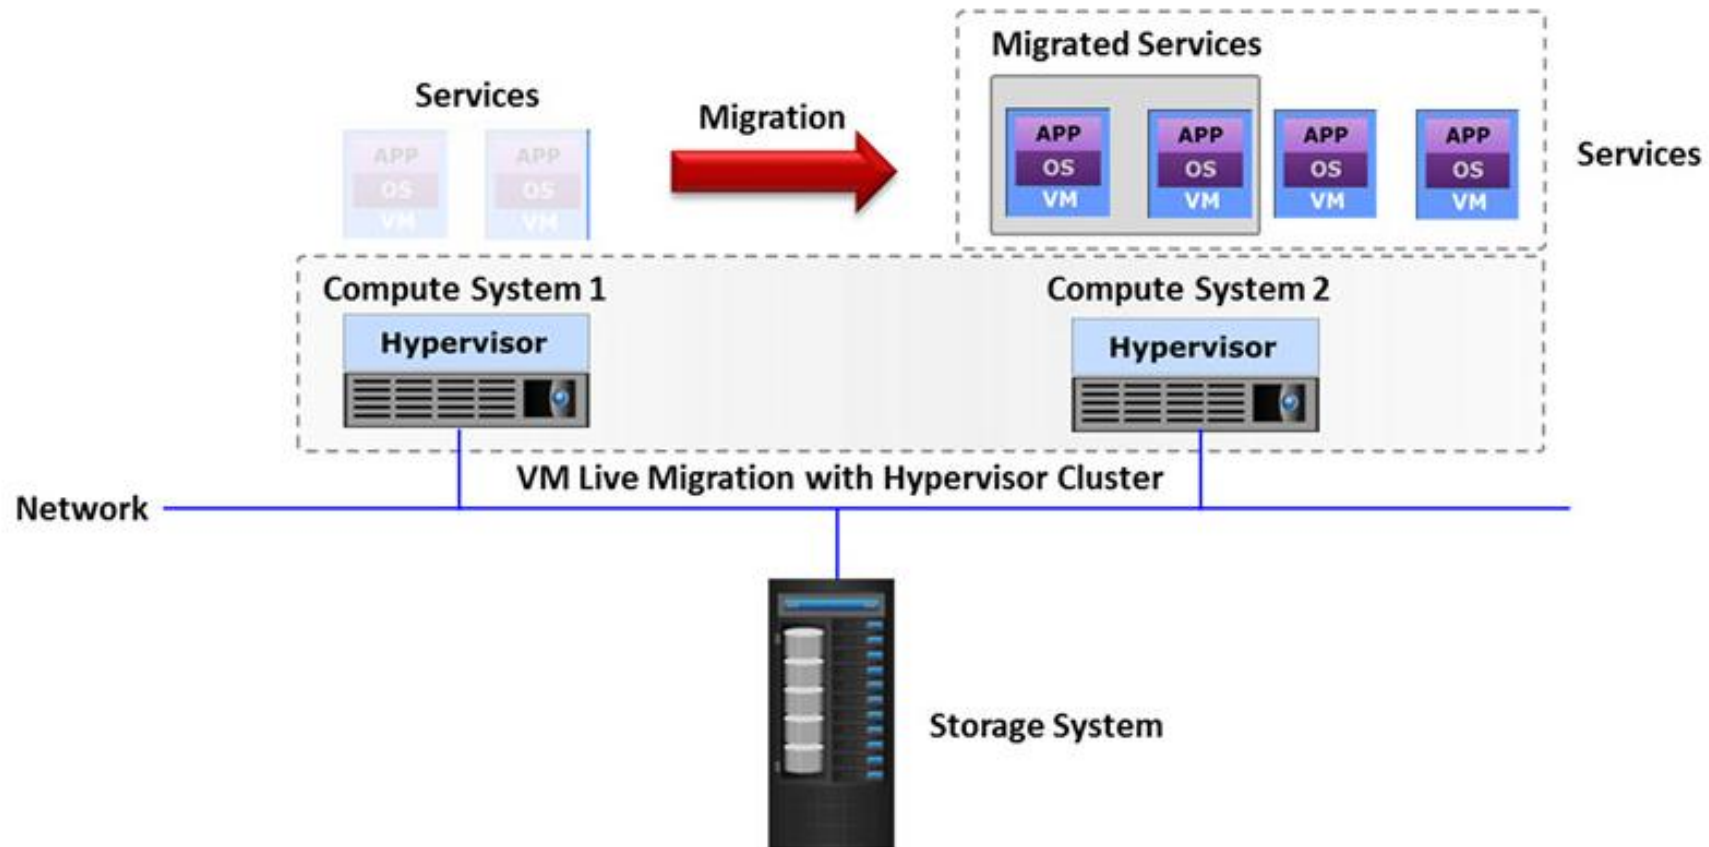 Migrated Services
Services
Migration
APP
OS
VM
APP
OS
VM
APP
OS
VM
APP
OS
VM
APP
OS
VM
APP
OS
VM
Services
Compute System 1
Hypervisor
Compute System 2
Hypervisor
VM Live Migration with Hypervisor Cluster
Network
Storage System